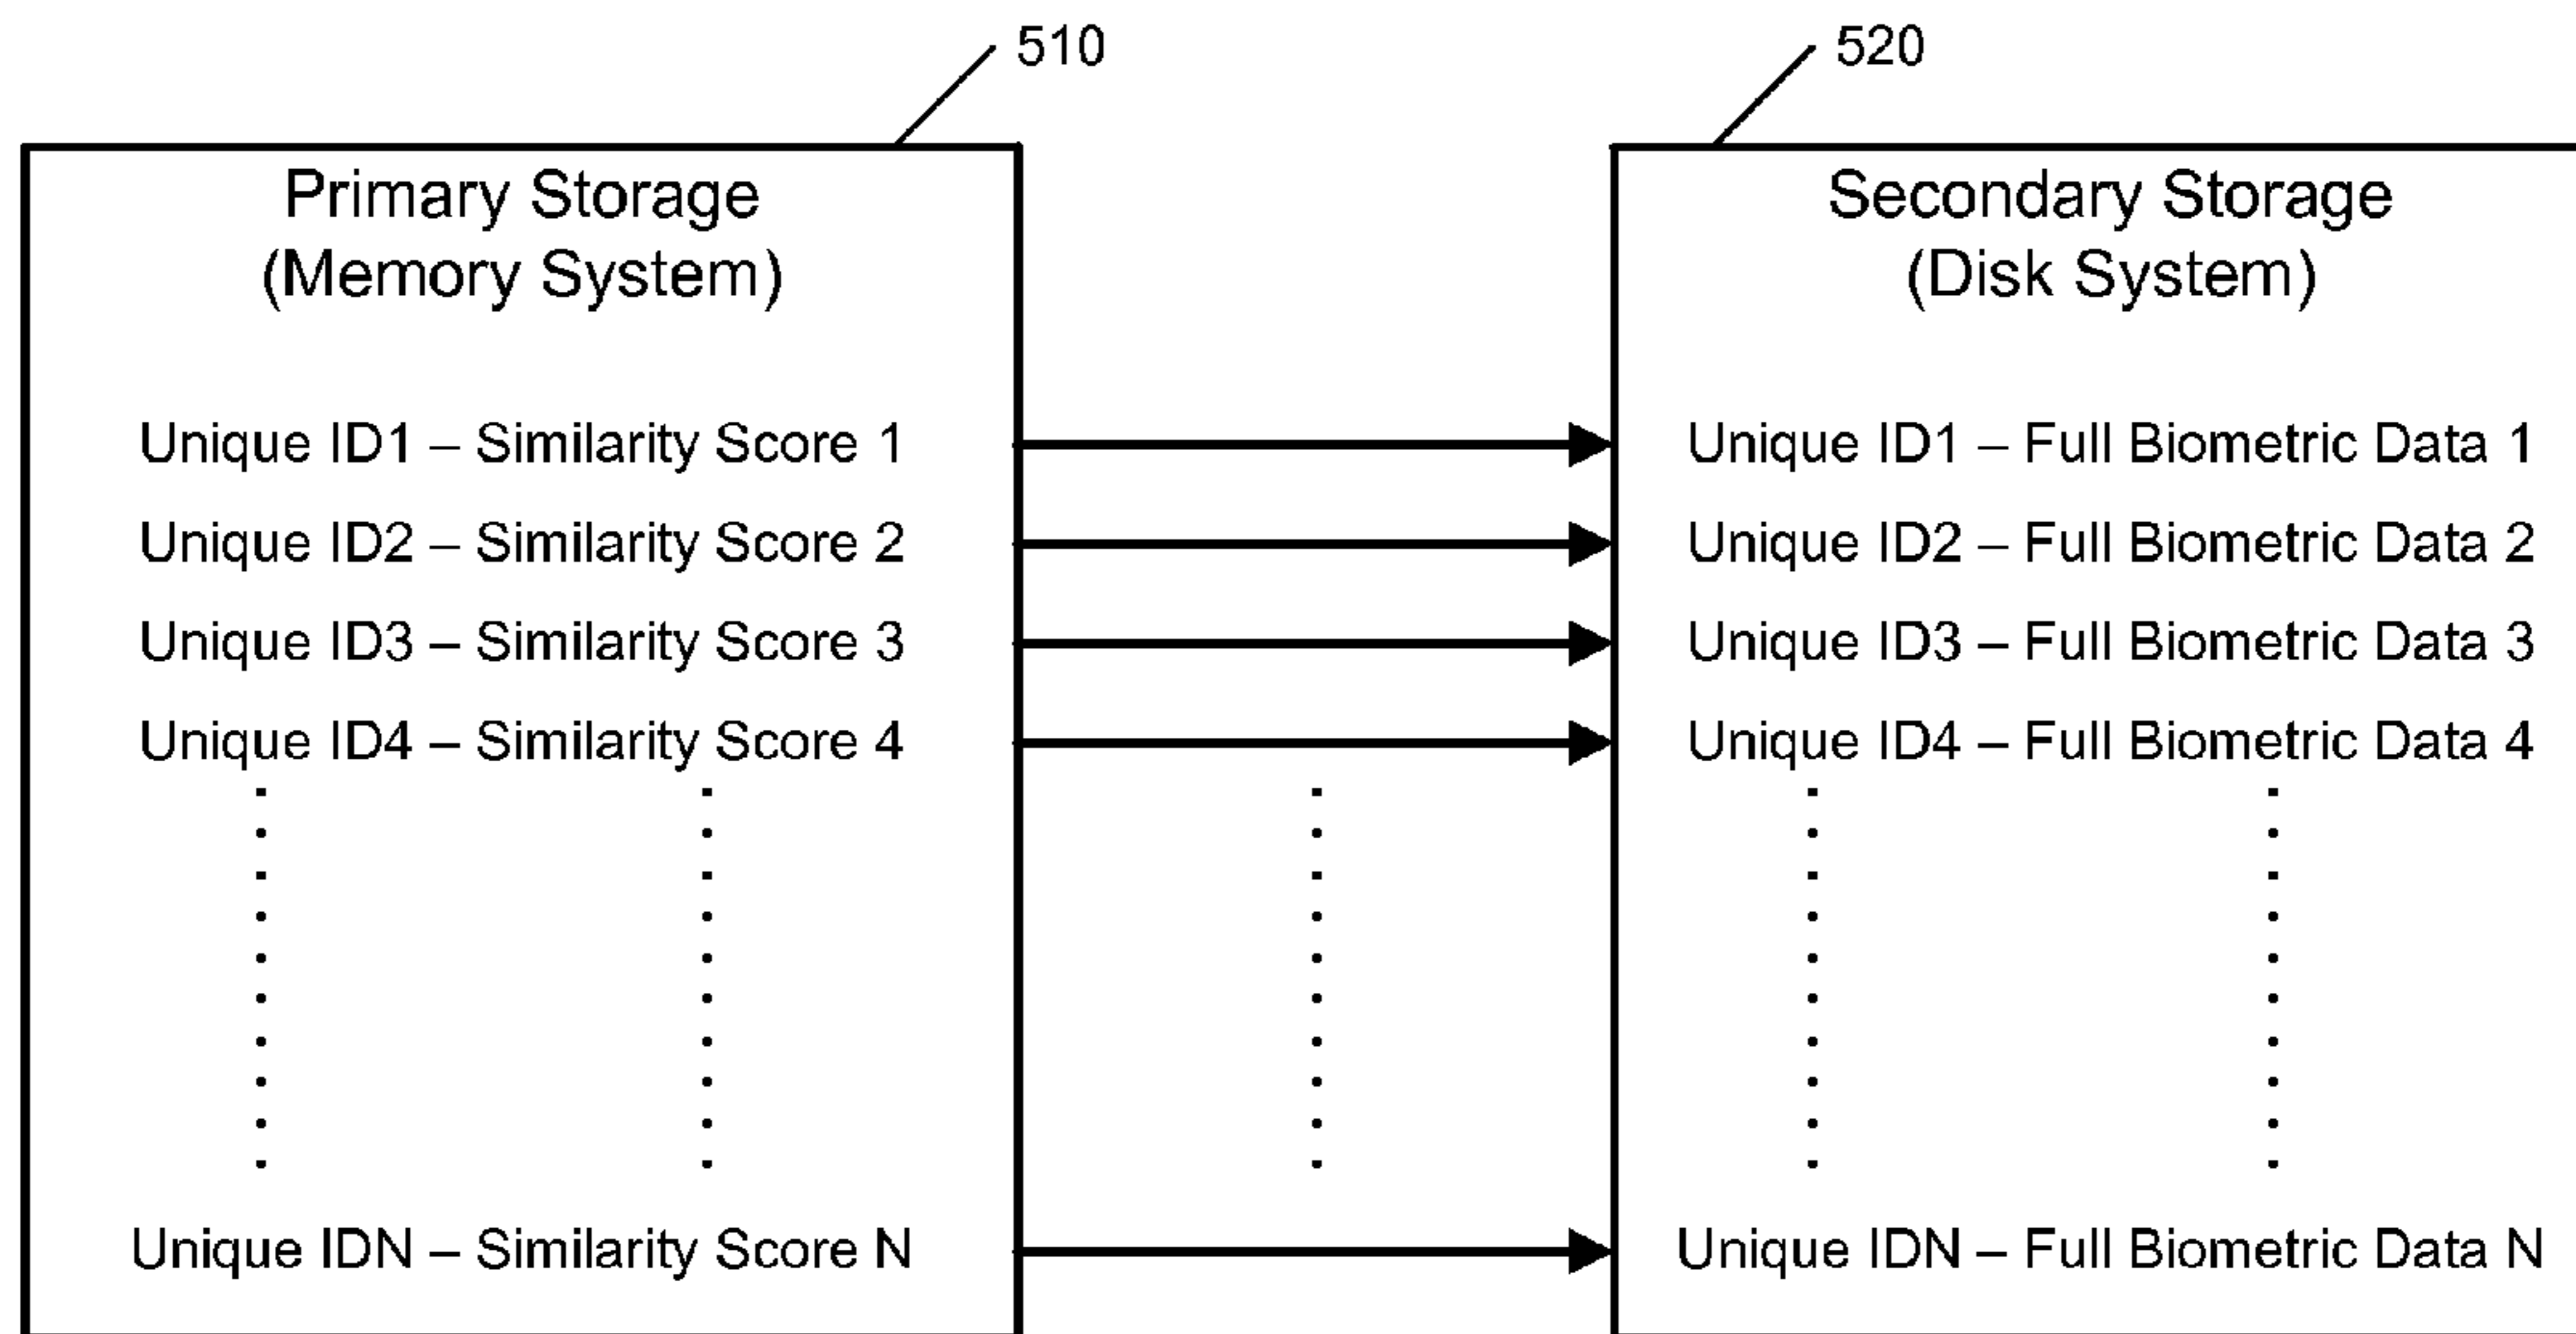 510
520
Primary Storage
(Memory System)
Unique ID1 – Similarity Score 1
Unique ID2 – Similarity Score 2
Unique ID3 – Similarity Score 3
Unique ID4 – Similarity Score 4
Unique IDN – Similarity Score N
Secondary Storage
(Disk System)
Unique ID1 – Full Biometric Data 1
Unique ID2 – Full Biometric Data 2
Unique ID3 – Full Biometric Data 3
Unique ID4 – Full Biometric Data 4
Unique IDN – Full Biometric Data N